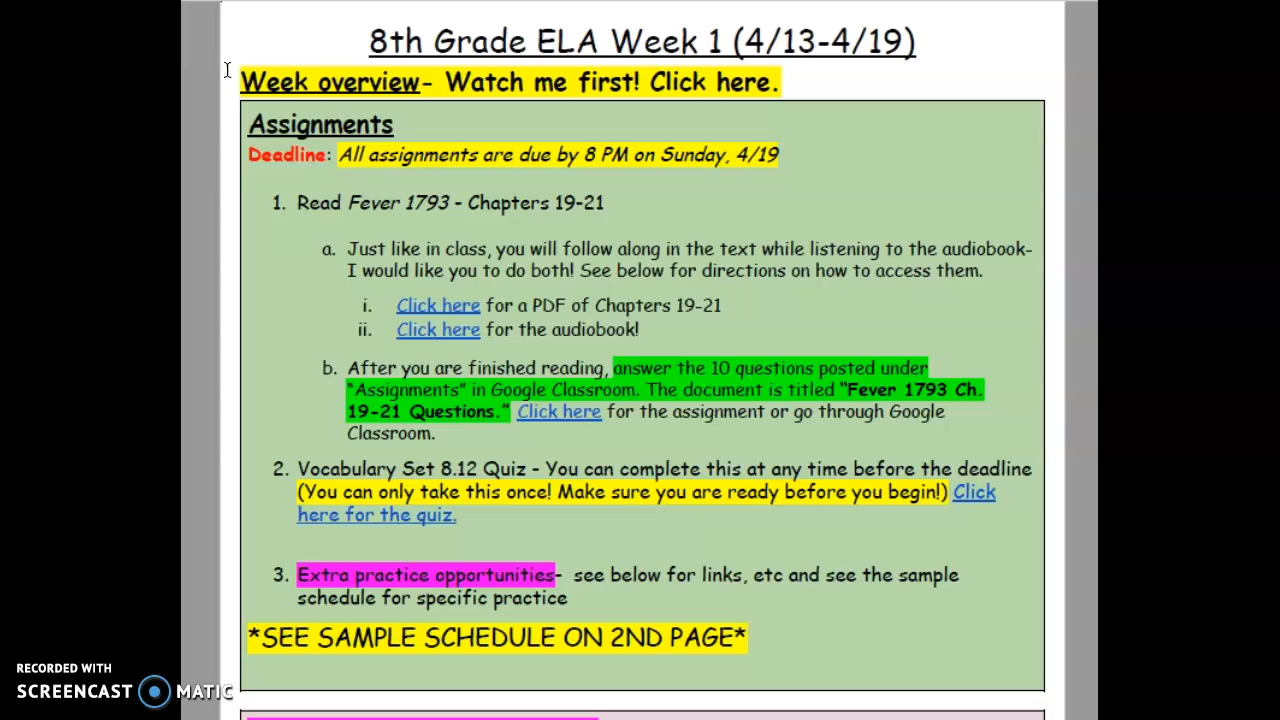 8th Grade ELA Week 1 (4/13-4/19)
Week overview- Watch me first! Click here.
Assignments
Deadline: All assignments are due by 8 PM on Sunday, 4/19
1. Read Fever 1793 - Chapters 19-21
a. Just like in class, you will follow along in the text while listening to the audiobook-
I would like you to do both! See below for directions on how to access them.
i. Click here for a PDF of Chapters 19-21
ii. Click here for the audiobook!
b. After you are finished reading, answer the 10 questions posted under
"Assignments" in Google Classroom. The document is titled "Fever 1793 Ch.
19-21 Questions." Click here for the assignment or go through Google
Classroom.
2. Vocabulary Set 8.12 Quiz - You can complete this at any time before the deadline
(You can only take this once! Make sure you are ready before you begin!) Click
here for the quiz.
3. Extra practice opportunities- see below for links, etc and see the sample
schedule for specific practice
*SEE SAMPLE SCHEDULE ON 2ND PAGE*
RECORDED WITH
SCREENCAST MATIC